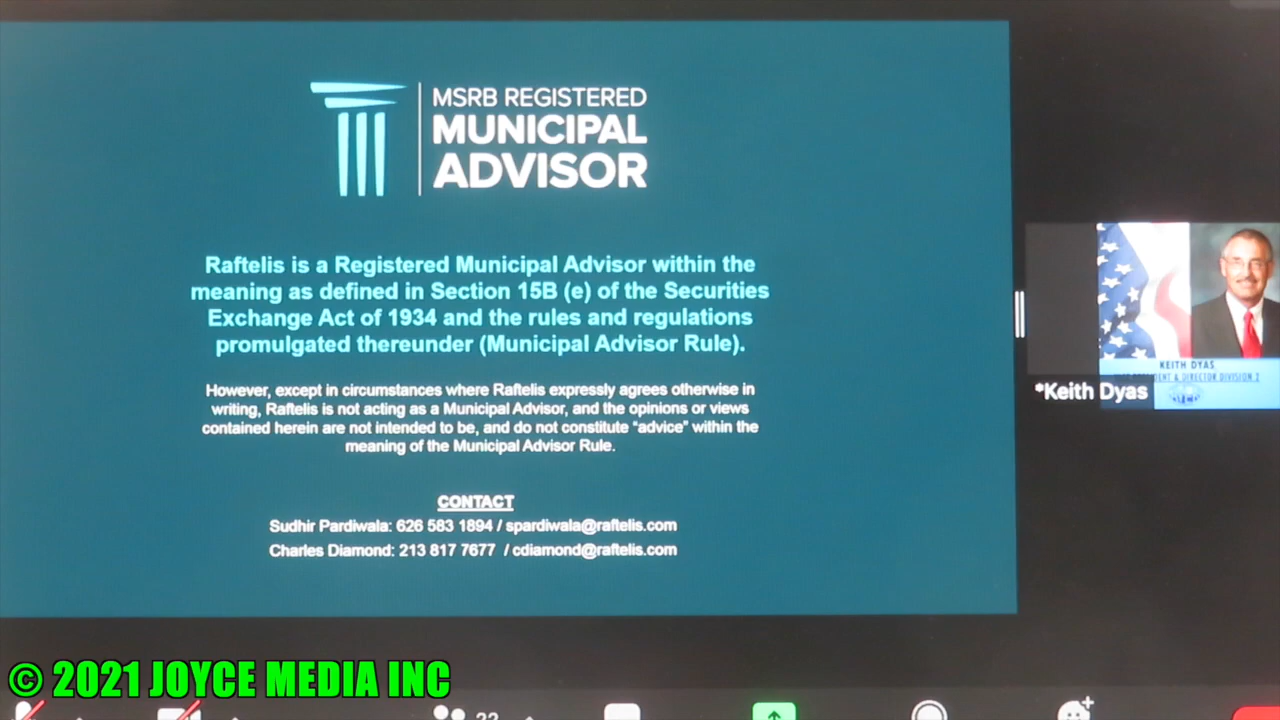 MSRB REGISTERED
MUNICIPAL
ADVISOR
Raftelis is a Registered Municipal Advisor within the
meaning as defined in Section 15B (e) of the Securities
Exchange Act of 1934 and the rules and regulations
promulgated thereunder (Municipal Advisor Rule).
However, except in circumstances where Raftelis expressly agrees otherwise in
writing, Raftelis is not acting as a Municipal Advisor, and the opinions or views
contained herein are not intended to be, and do not constitute “advice” within the
meaning of the Municipal Advisor Rule.
CONTACT
Sudhir Pardiwala: 626 583 1894 / spardiwala@raftelis.com
Charles Diamond: 213 817 7677 / cdiamond@raftelis.com
KEITH DYAS
& DIRECTOR DIVISION 2
*Keith Dyas
© 2021 JOYCE MEDIA INC